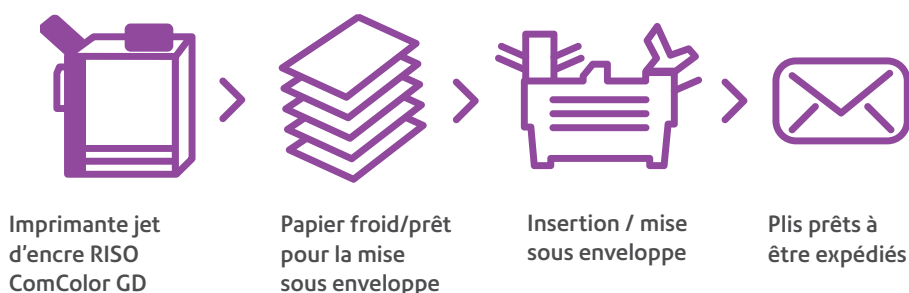 Imprimante jet
d'encre RISO
ComColor GD
Papier froid/prêt
pour la mise
sous enveloppe
Insertion / mise
sous enveloppe
Plis prêts à
être expédiés